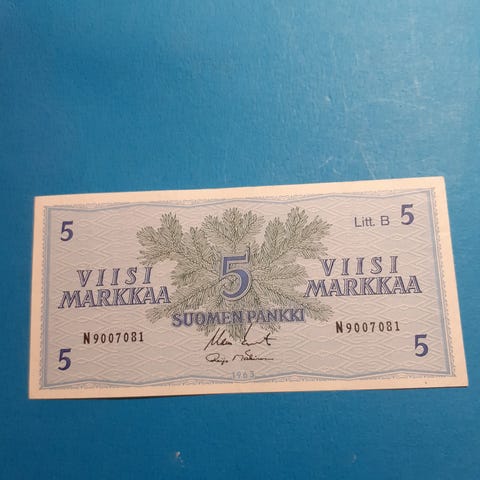 5 Litt. B 5
VIISI MARKKAA
5
VIISI MARKKAA
SUOMEN PANKKI
N9007081
N9007081
5 5
1963